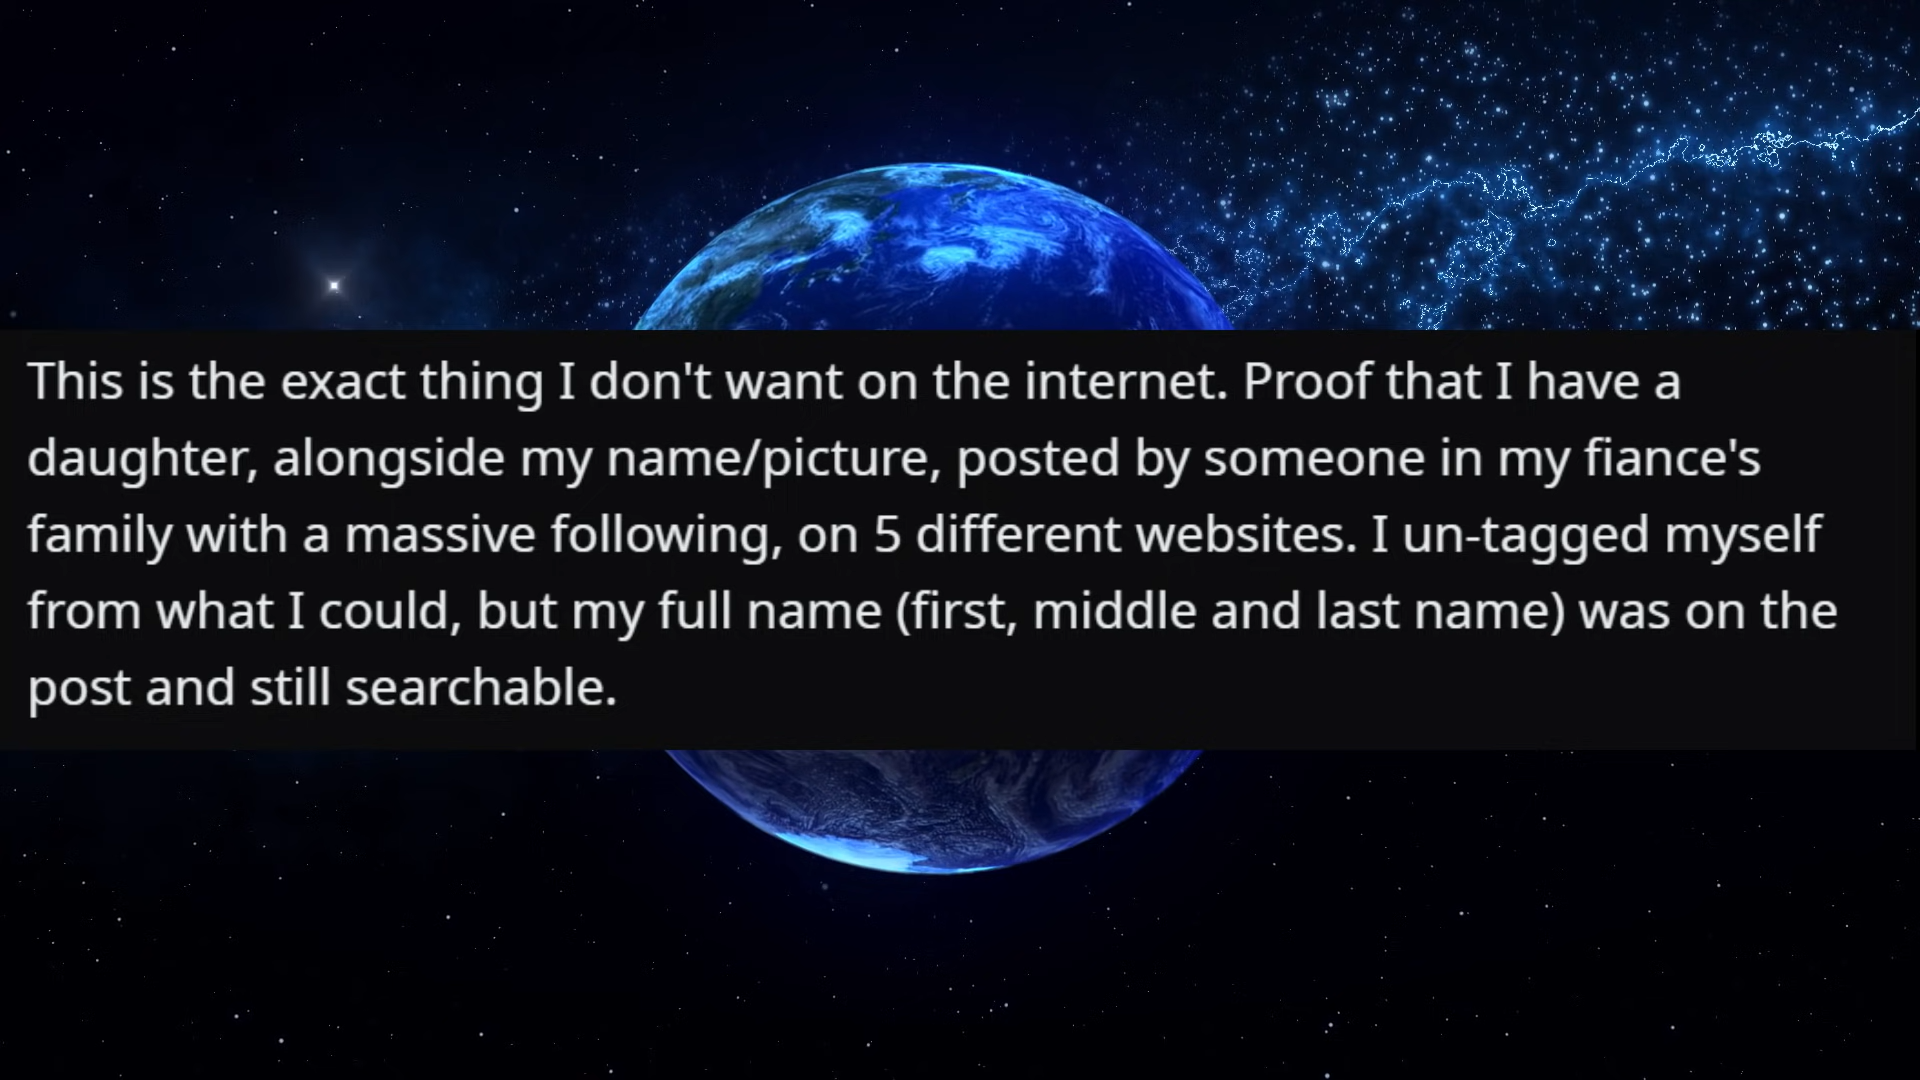 This is the exact thing I don't want on the internet. Proof that I have a
daughter, alongside my name/picture, posted by someone in my fiance's
family with a massive following, on 5 different websites. I un-tagged myself
from what I could, but my full name (first, middle and last name) was on the
post and still searchable.